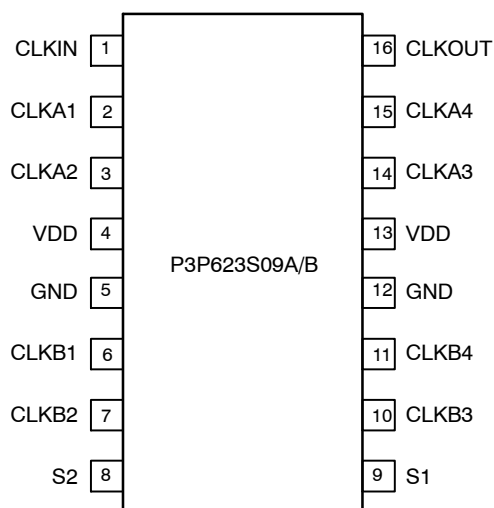 CLKIN 1 16 CLKOUT
CLKA1 2 15 CLKA4
CLKA2 3 14 CLKA3
VDD 4 13 VDD
P3P623S09A/B
GND 5 12 GND
CLKB1 6 11 CLKB4
CLKB2 7 10 CLKB3
S2 8 9 S1